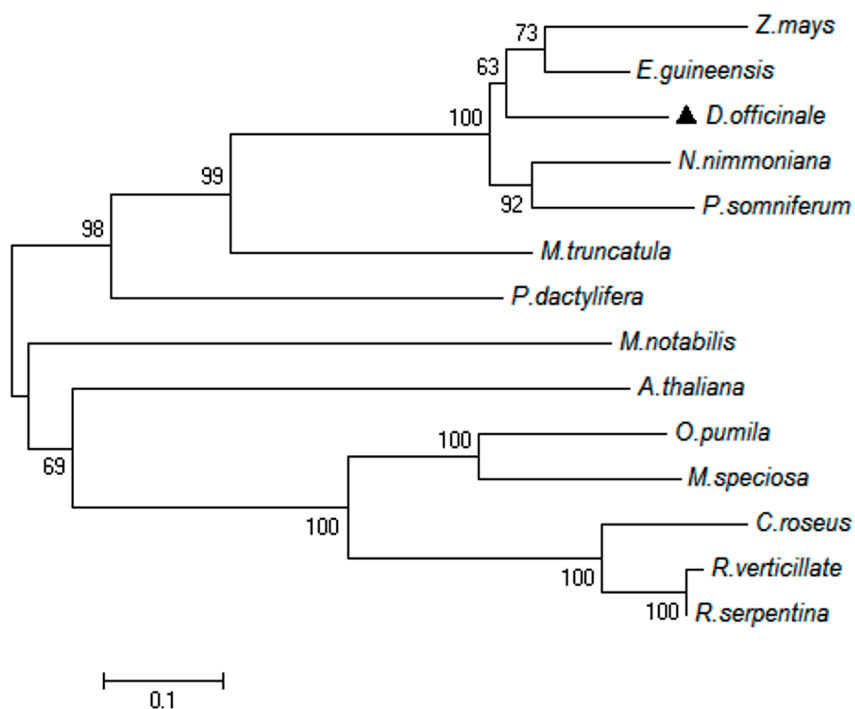 Z.mays
73
63
E.guineensis
100
D.officinale
N.nimmoniana
99
92
P.somniferum
98
M.truncatula
P.dactylifera
M.notabilis
A.thaliana
100
O.pumila
69
M.speciosa
100
C.roseus
100
R.verticillate
100
R.serpentina
0.1